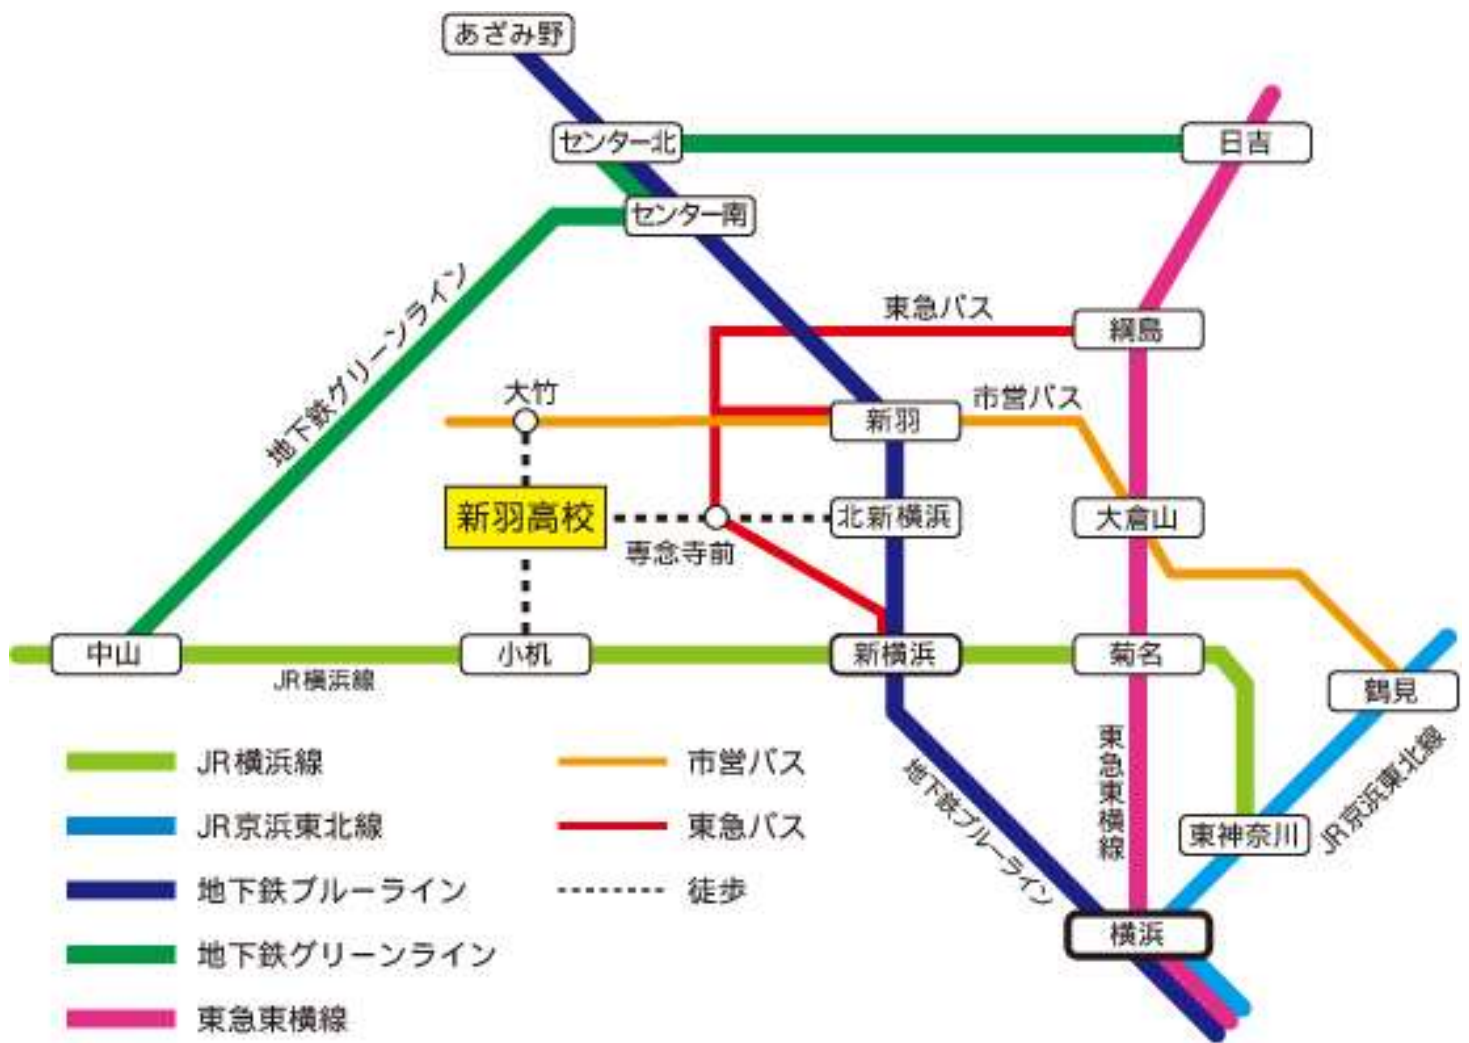 あざみ野
センター北
日吉
センター南
地下鉄グリーンライン
東急バス
綱島
大竹
市営バス
新羽
新羽高校
専念寺前
北新横浜
大倉山
中山
小机
新横浜
菊名
JR横浜線
鶴見
東急東横線
地下鉄ブルーライン
東神奈川
JR京浜東北線
横浜
JR横浜線
市営バス
JR京浜東北線
東急バス
地下鉄ブルーライン
徒歩
地下鉄グリーンライン
東急東横線